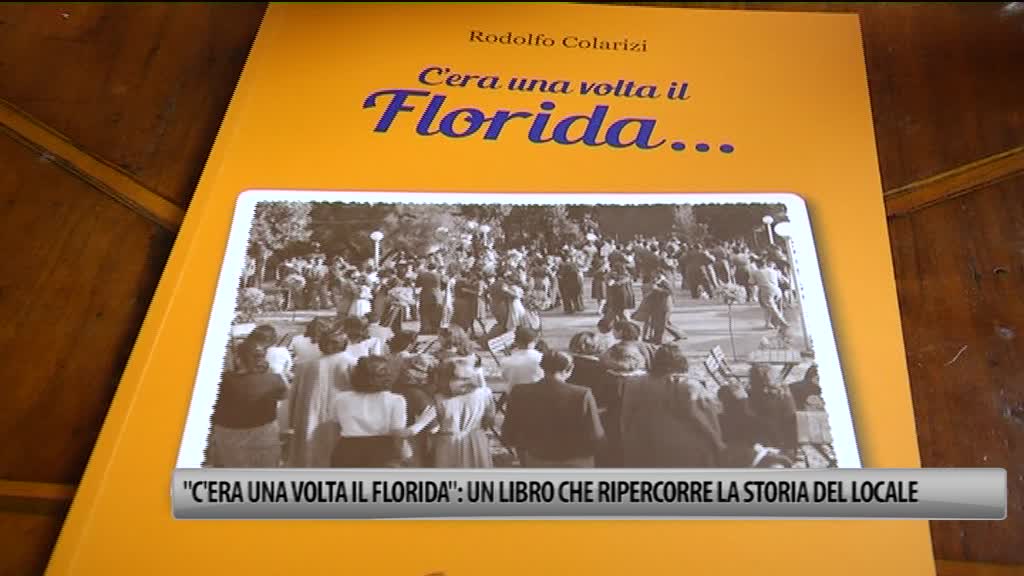 Rodolfo Colarizi
C'era una volta il
Florida...
"C'ERA UNA VOLTA IL FLORIDA": UN LIBRO CHE RIPERCORRE LA STORIA DEL LOCALE